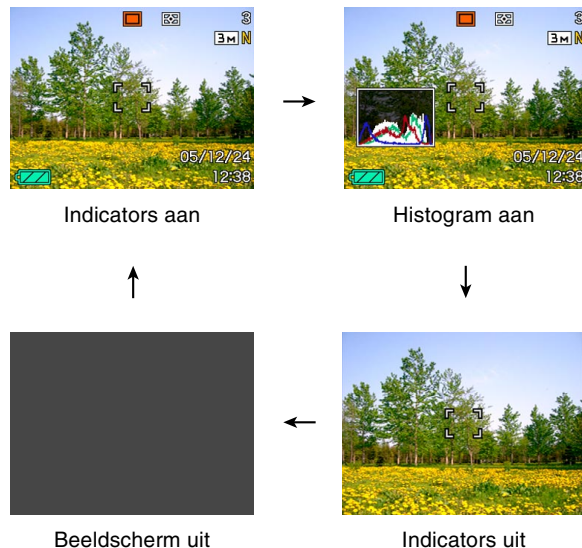 3
3M N
05/12/24
12:38
Indicators aan
3
3M N
05/12/24
12:38
Histogram aan
Beeldscherm uit
Indicators uit